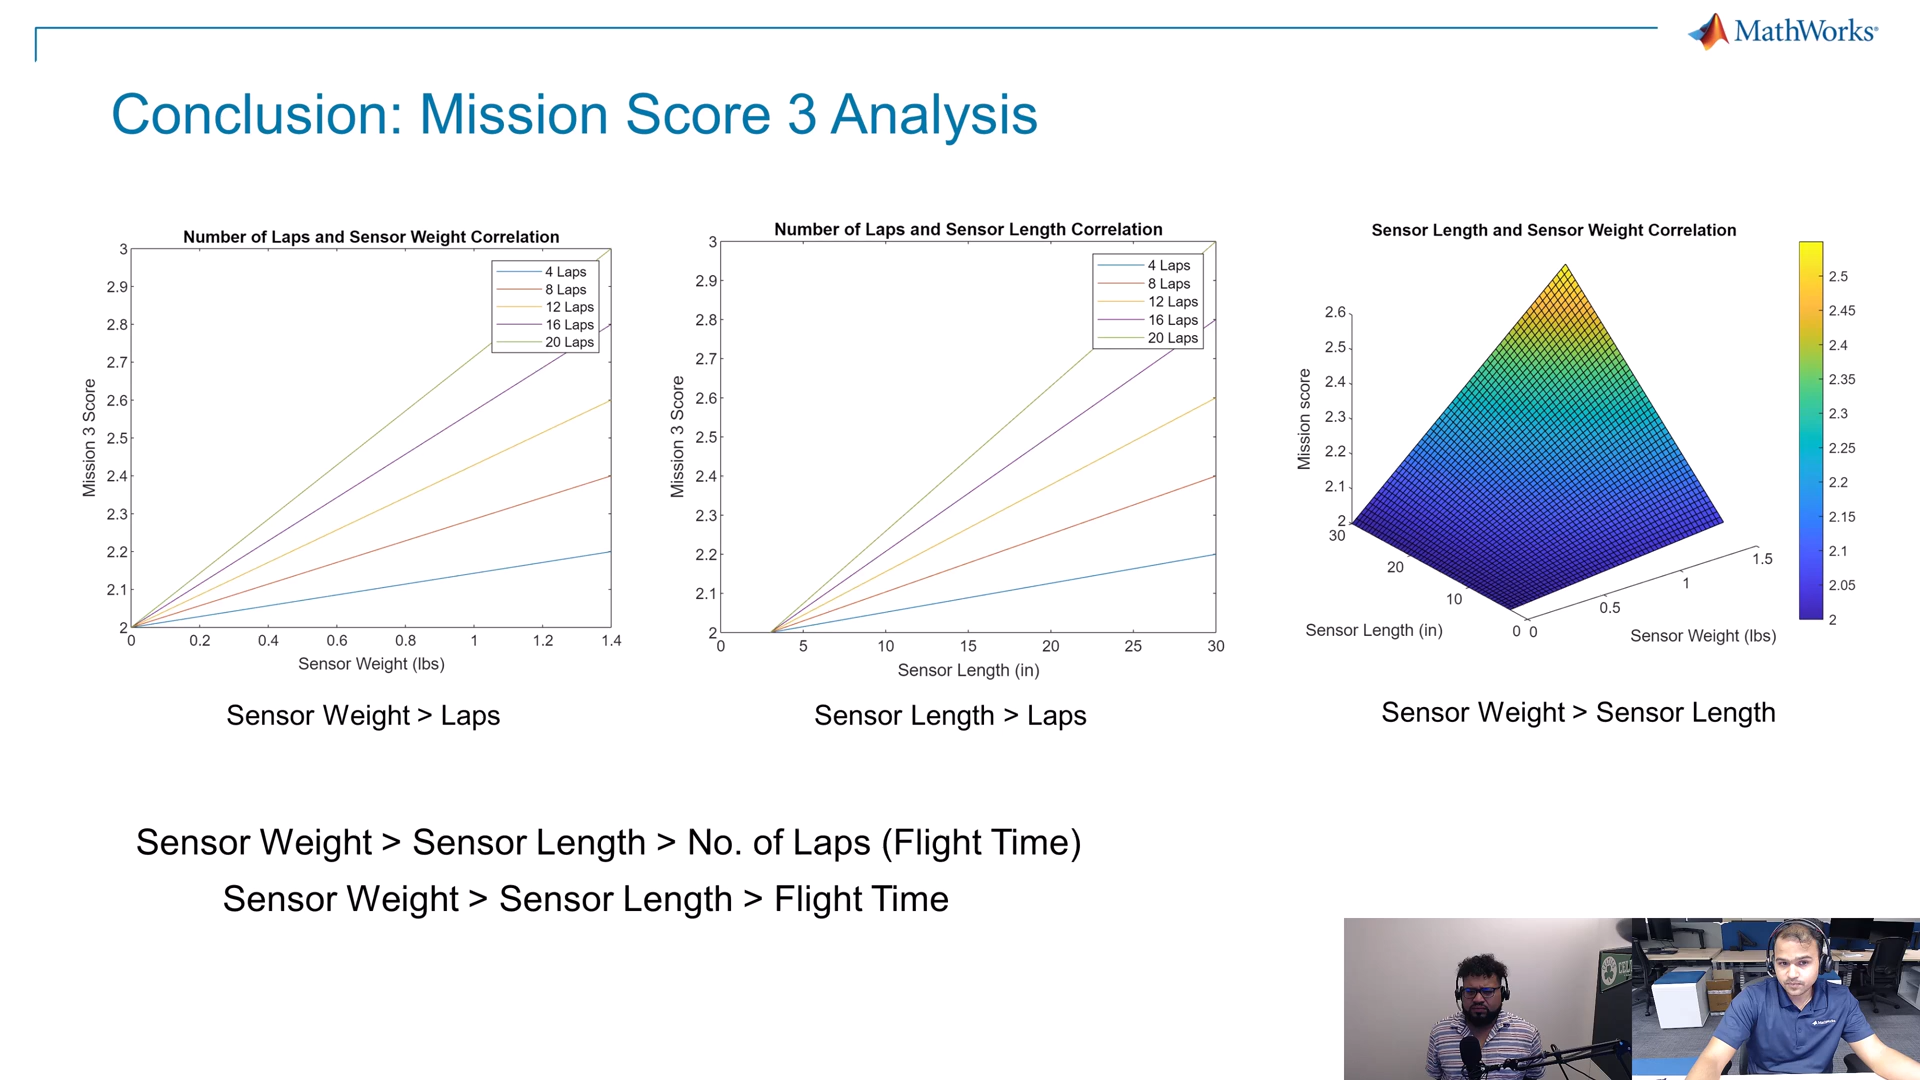 MathWorks®
Conclusion: Mission Score 3 Analysis
Number of Laps and Sensor Weight Correlation
3
2.9
2.8
2.7
2.6
2.5
2.4
2.3
2.2
2.1
2
Mission 3 Score
4 Laps
8 Laps
12 Laps
16 Laps
20 Laps
0 0.2 0.4 0.6 0.8 1 1.2 1.4
Sensor Weight (lbs)
Sensor Weight > Laps
Number of Laps and Sensor Length Correlation
3
2.9
2.8
2.7
2.6
2.5
2.4
2.3
2.2
2.1
2
Mission 3 Score
4 Laps
8 Laps
12 Laps
16 Laps
20 Laps
0 5 10 15 20 25 30
Sensor Length (in)
Sensor Length > Laps
Sensor Length and Sensor Weight Correlation
2.6
2.5
2.4
2.3
2.2
2.1
2
Mission score
30
20
10
0
Sensor Length (in)
0
0.5
1
1.5
Sensor Weight (lbs)
2.5
2.45
2.4
2.35
2.3
2.25
2.2
2.15
2.1
2.05
2
Sensor Weight > Sensor Length
Sensor Weight > Sensor Length > No. of Laps (Flight Time)
Sensor Weight > Sensor Length > Flight Time